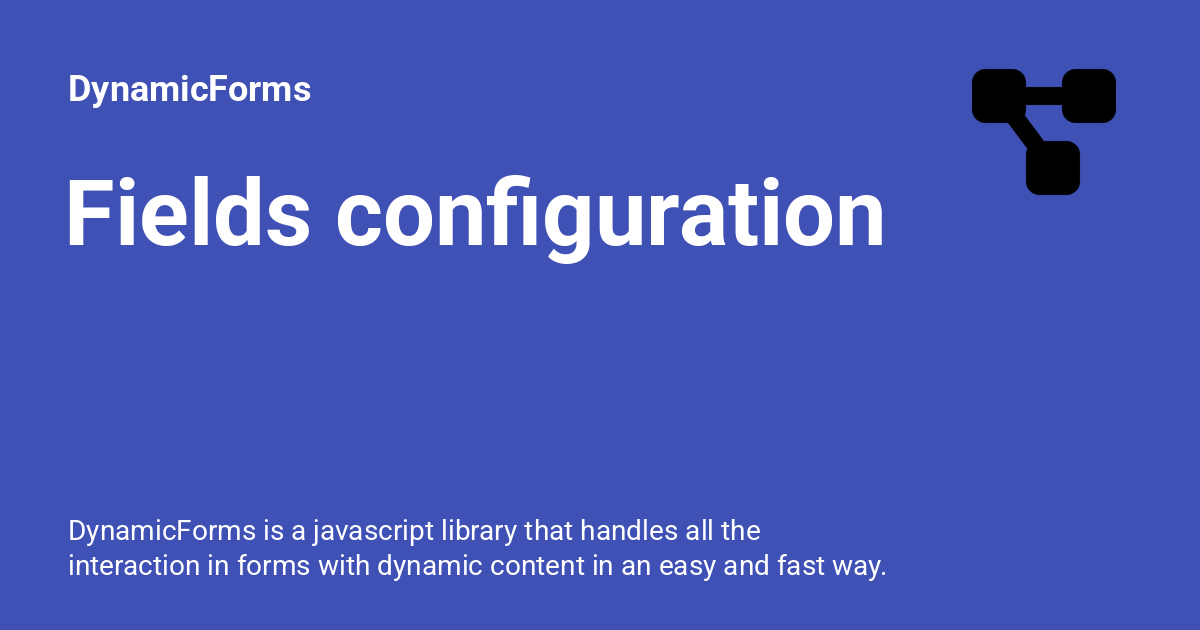 DynamicForms
Fields configuration
DynamicForms is a javascript library that handles all the
interaction in forms with dynamic content in an easy and fast way.